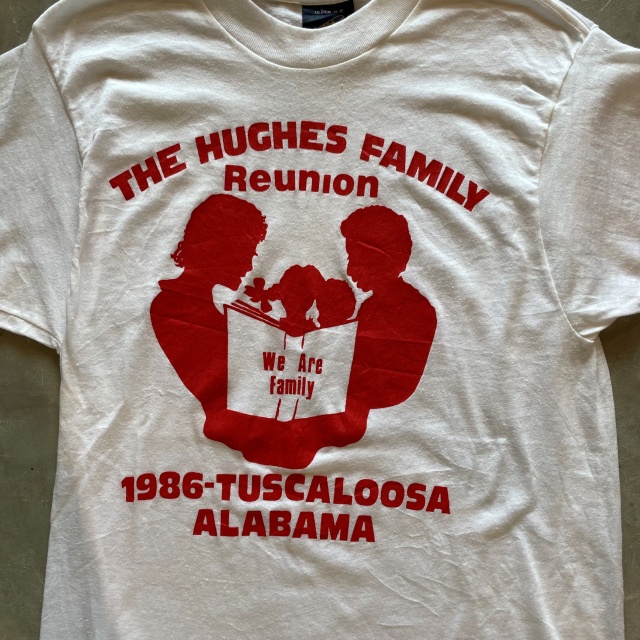 THE HUGHES FAMILY
Reunion
We Are
Family
1986-TUSCALOOSA
ALABAMA